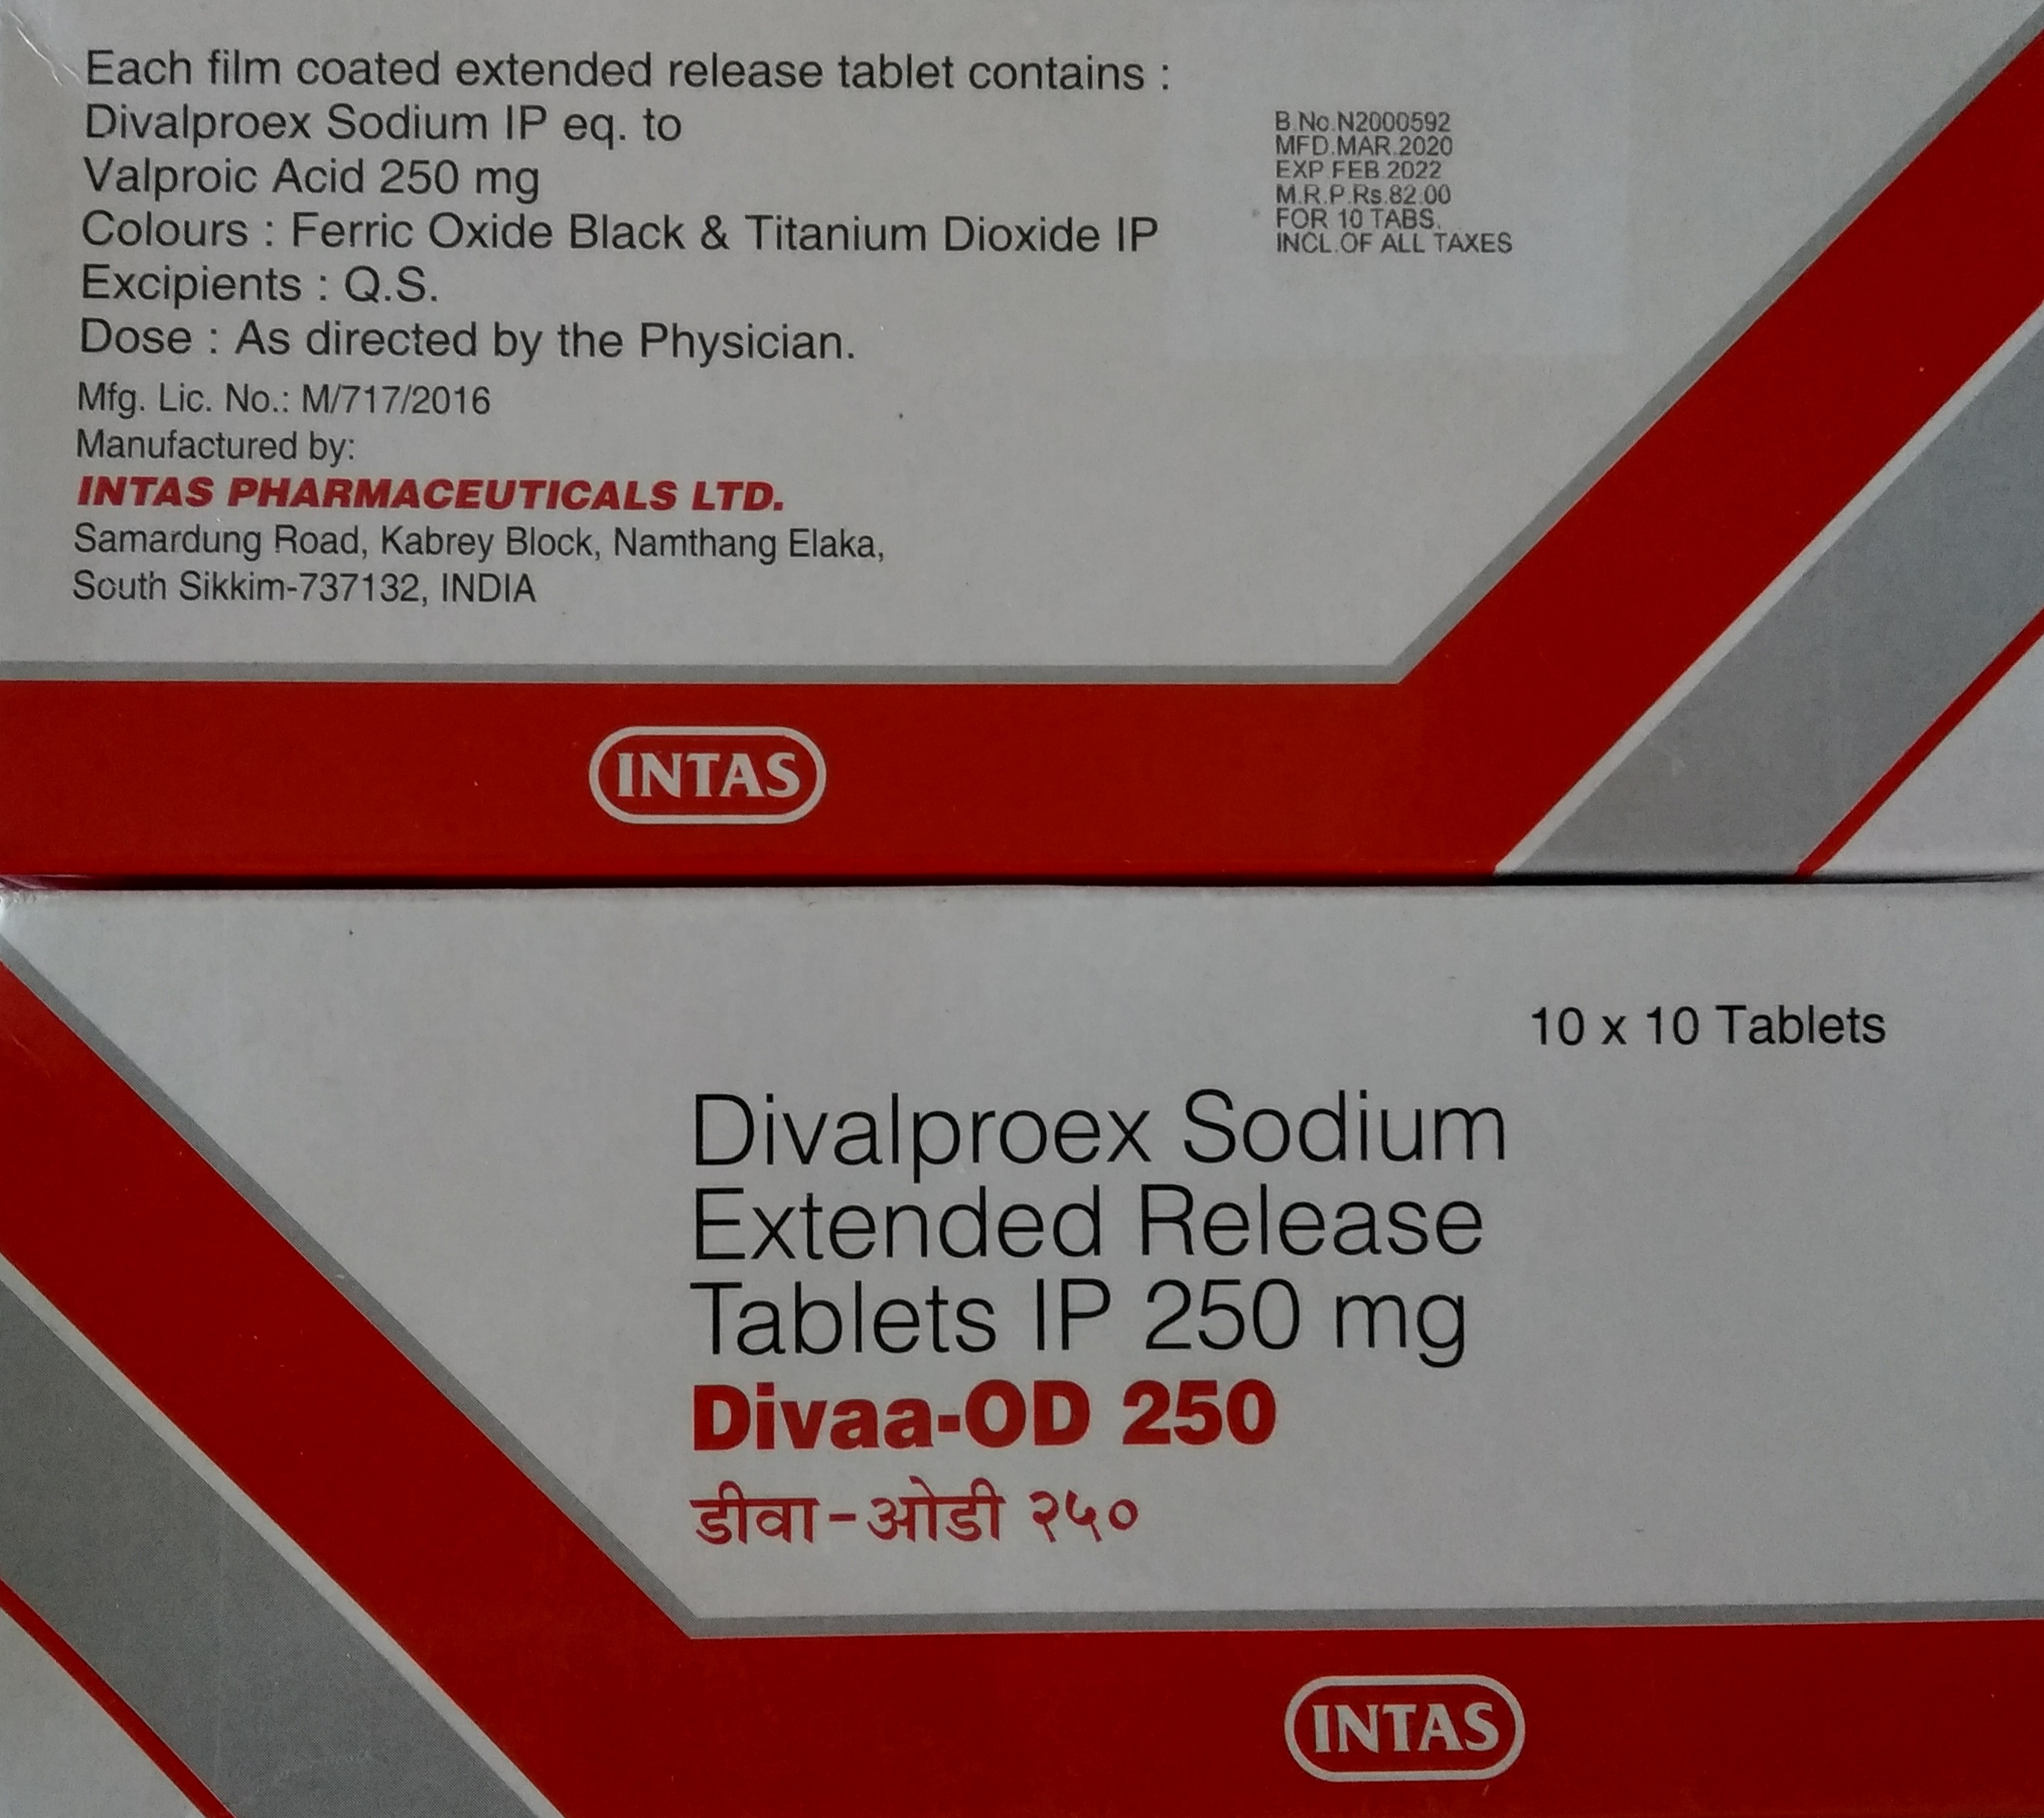 Each film coated extended release tablet contains :
Divalproex Sodium IP eq. to
Valproic Acid 250 mg
Colours : Ferric Oxide Black & Titanium Dioxide IP
Excipients : Q.S.
Dose : As directed by the Physician.
Mfg. Lic. No.: M/717/2016
Manufactured by:
INTAS PHARMACEUTICALS LTD.
Samardung Road, Kabrey Block, Namthang Elaka,
South Sikkim-737132, INDIA
B.No.N2000592
MFD.MAR.2020
EXP FEB.2022
M.R.P.Rs.82.00
FOR 10 TABS.
INCL.OF ALL TAXES
INTAS
10 x 10 Tablets
Divalproex Sodium
Extended Release
Tablets IP 250 mg
Divaa-OD 250
डीवा-ओडी २५०
INTAS